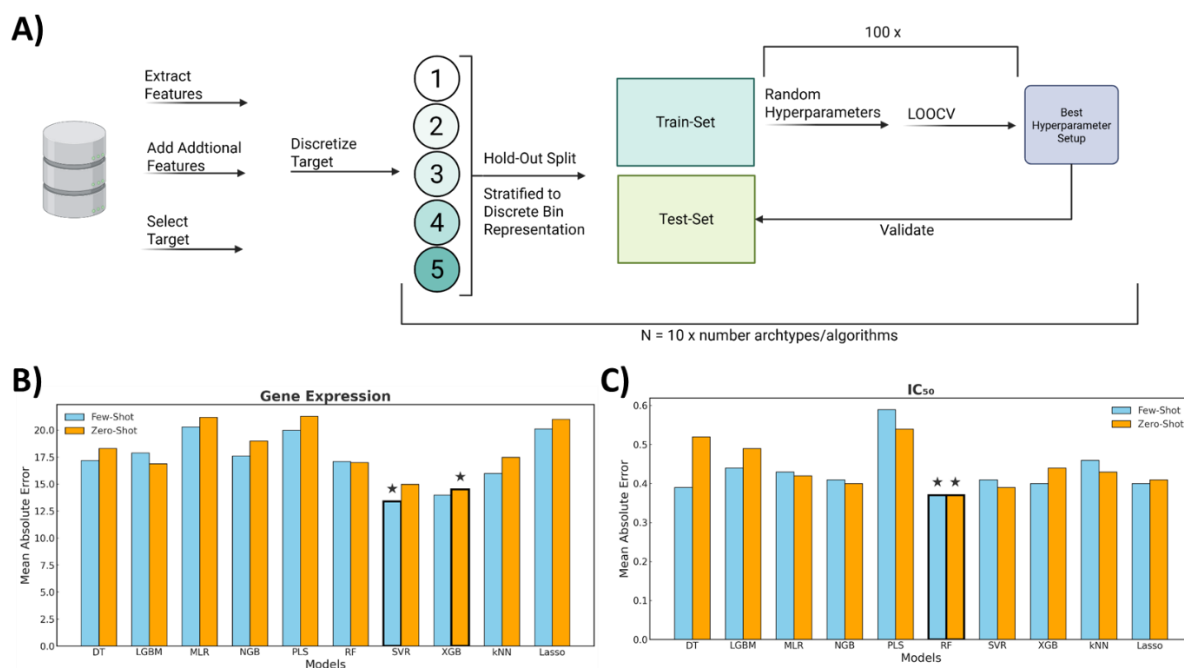 A)
Extract
Features
Add Addtional
Features
Select
Target
Discretize
Target
1
2
3
4
5
Hold-Out Split
Stratified to
Discrete Bin
Representation
Train-Set
Test-Set
100 x
Random
Hyperparameters
LOOCV
Best
Hyperparameter
Setup
Validate
N = 10 x number archtypes/algorithms
B)
Gene Expression
Few-Shot
Zero-Shot
Mean Absolute Error
20.0
17.5
15.0
12.5
10.0
7.5
5.0
2.5
0.0
DT LGBM MLR NGB PLS RF SVR XGB kNN Lasso
Models
C)
IC₅₀
Few-Shot
Zero-Shot
Mean Absolute Error
0.6
0.5
0.4
0.3
0.2
0.1
0.0
DT LGBM MLR NGB PLS RF SVR XGB kNN Lasso
Models